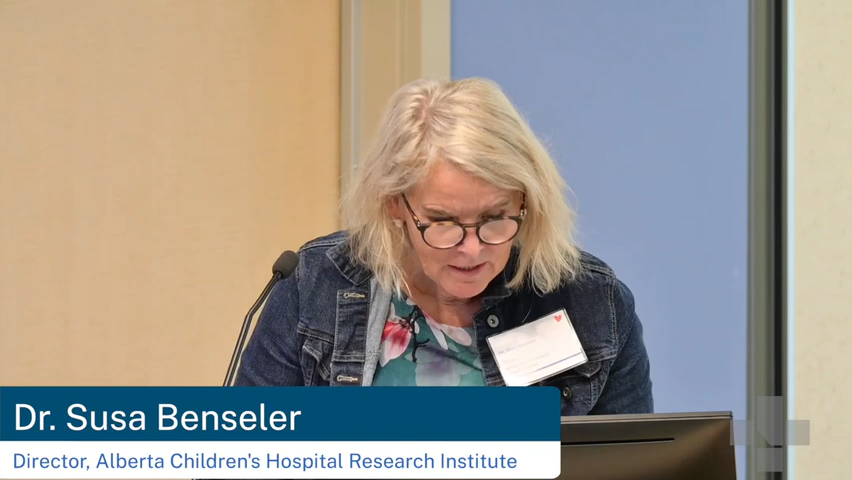 Dr. Susa Benseler
Director, Alberta Children's Hospital Research Institute